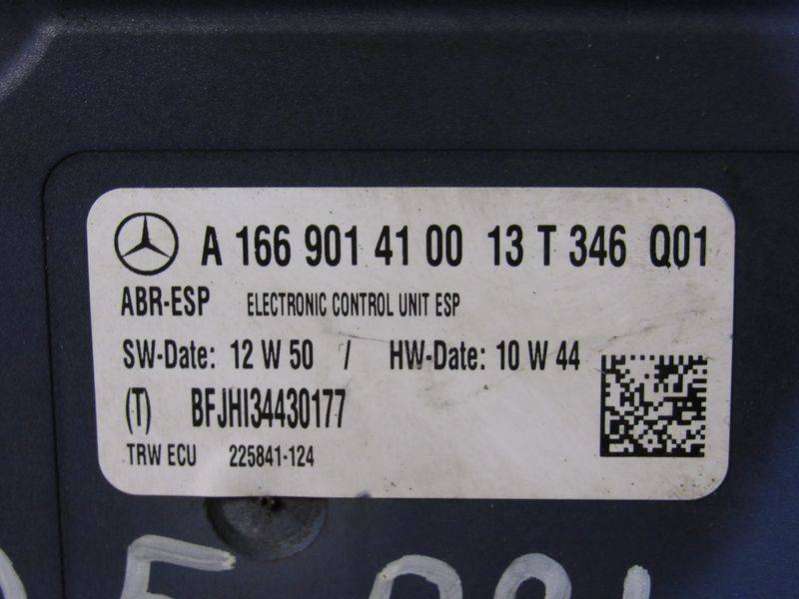 A 166 901 41 00 13 T 346 Q01
ABR-ESP ELECTRONIC CONTROL UNIT ESP
SW-Date: 12 W 50 / HW-Date: 10 W 44
(T) BFJHI34430177
TRW ECU 225841-124